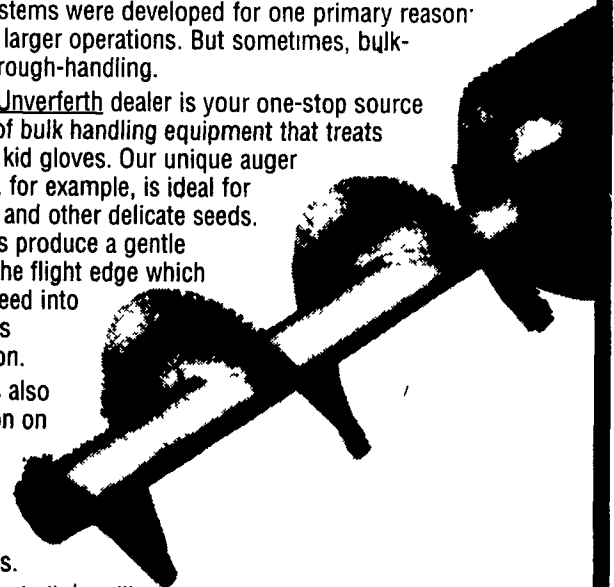 stems were developed for one primary reason
larger operations. But sometimes, bulk-
rough-handling.
Unverferth dealer is your one-stop source
of bulk handling equipment that treats
kid gloves. Our unique auger
, for example, is ideal for
and other delicate seeds.
s produce a gentle
he flight edge which
eed into
s
on.
also
on on
s.